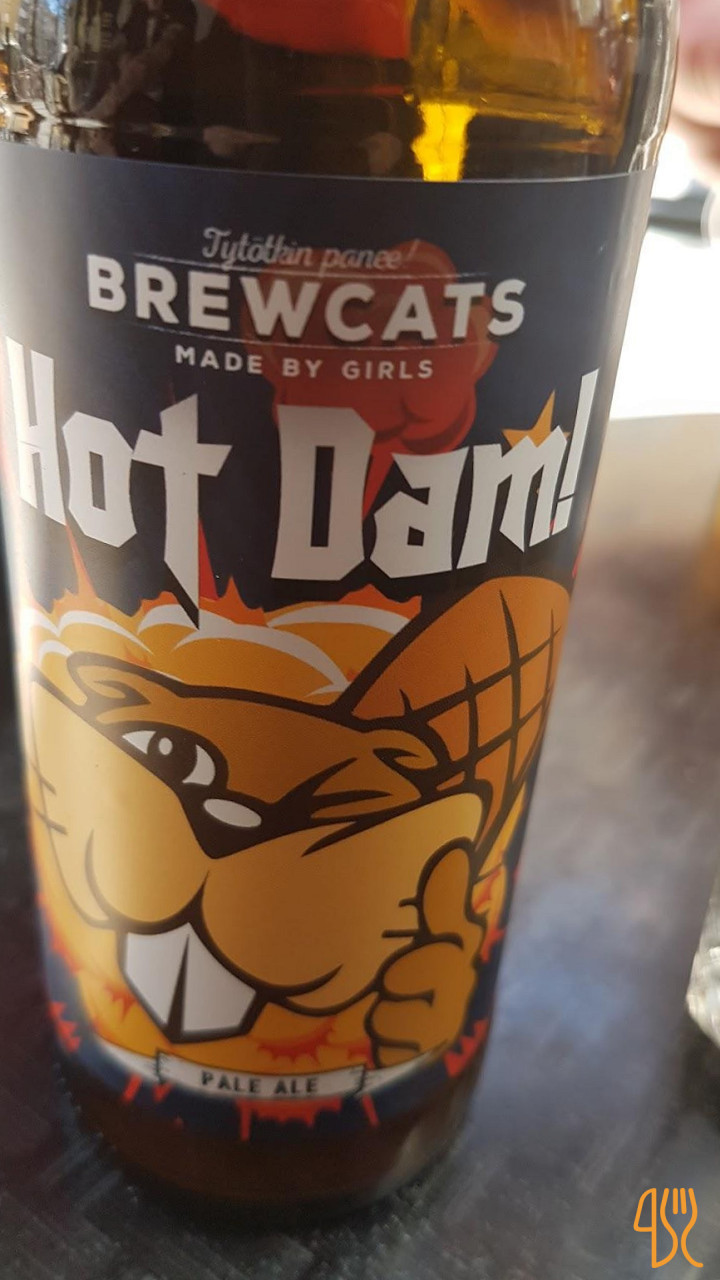 Tytötkin panee!
BREWCATS
MADE BY GIRLS
Hot Dam!
PALE ALE